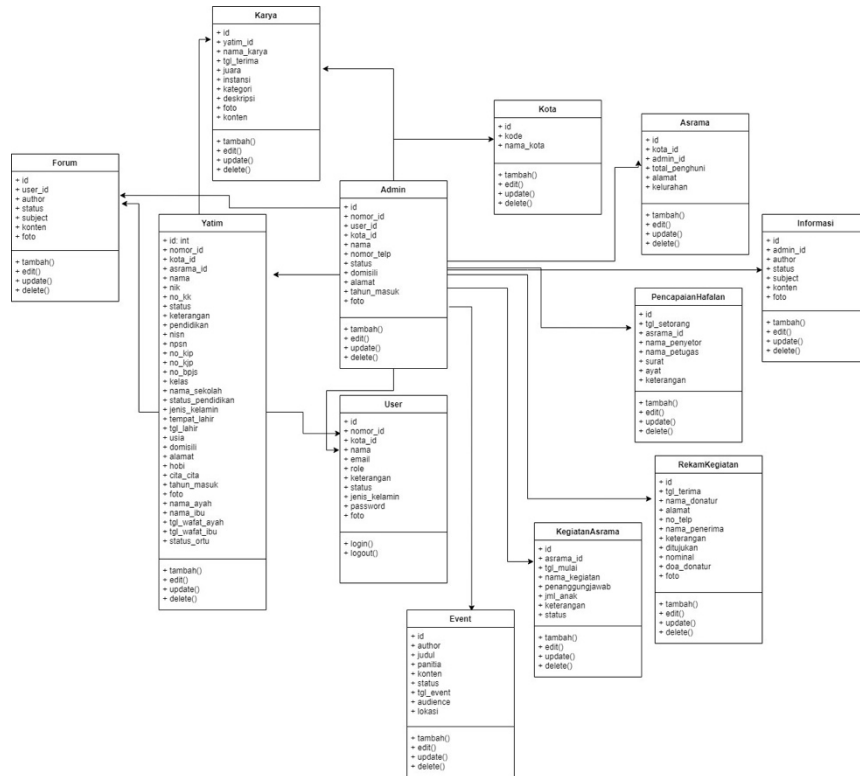 Karya
+ id
+ yatim_id
+ nama_karya
+ tgl_terima
+ juara
+ instansi
+ kategori
+ deskripsi
+ foto
+ konten
+ tambah()
+ edit()
+ update()
+ delete()
Kota
+ id
+ kode
+ nama_kota
+ tambah()
+ edit()
+ update()
+ delete()
Asrama
+ id
+ kota_id
+ admin_id
+ total_penghuni
+ alamat
+ kelurahan
+ tambah()
+ edit()
+ update()
+ delete()
Forum
+ id
+ user_id
+ author
+ status
+ subject
+ konten
+ foto
+ tambah()
+ edit()
+ update()
+ delete()
Admin
+ id
+ nomor_id
+ user_id
+ kota_id
+ nama
+ nomor_telp
+ status
+ domisili
+ alamat
+ tahun_masuk
+ foto
+ tambah()
+ edit()
+ update()
+ delete()
Yatim
+ id: int
+ nomor_id
+ kota_id
+ asrama_id
+ nama
+ nik
+ no_kk
+ status
+ keterangan
+ pendidikan
+ nisn
+ npsn
+ no_kip
+ no_kjp
+ no_bpjs
+ kelas
+ nama_sekolah
+ status_pendidikan
+ jenis_kelamin
+ tempat_lahir
+ tgl_lahir
+ usia
+ domisili
+ alamat
+ hobi
+ cita_cita
+ tahun_masuk
+ foto
+ nama_ayah
+ nama_ibu
+ tgl_wafat_ayah
+ tgl_wafat_ibu
+ status_ortu
+ tambah()
+ edit()
+ update()
+ delete()
Informasi
+ id
+ admin_id
+ author
+ status
+ subject
+ konten
+ foto
+ tambah()
+ edit()
+ update()
+ delete()
PencapaianHafalan
+ id
+ tgl_setorang
+ asrama_id
+ nama_penyetor
+ nama_petugas
+ surat
+ ayat
+ keterangan
+ tambah()
+ edit()
+ update()
+ delete()
User
+ id
+ nomor_id
+ kota_id
+ nama
+ email
+ role
+ keterangan
+ status
+ jenis_kelamin
+ password
+ foto
+ login()
+ logout()
RekamKegiatan
+ id
+ tgl_terima
+ nama_donatur
+ alamat
+ no_telp
+ nama_penerima
+ keterangan
+ ditujukan
+ nominal
+ doa_donatur
+ foto
+ tambah()
+ edit()
+ update()
+ delete()
KegiatanAsrama
+ id
+ asrama_id
+ tgl_mulai
+ nama_kegiatan
+ penanggungjawab
+ jml_anak
+ keterangan
+ status
+ tambah()
+ edit()
+ update()
+ delete()
Event
+ id
+ author
+ judul
+ panitia
+ konten
+ status
+ tgl_event
+ audience
+ lokasi
+ tambah()
+ edit()
+ update()
+ delete()